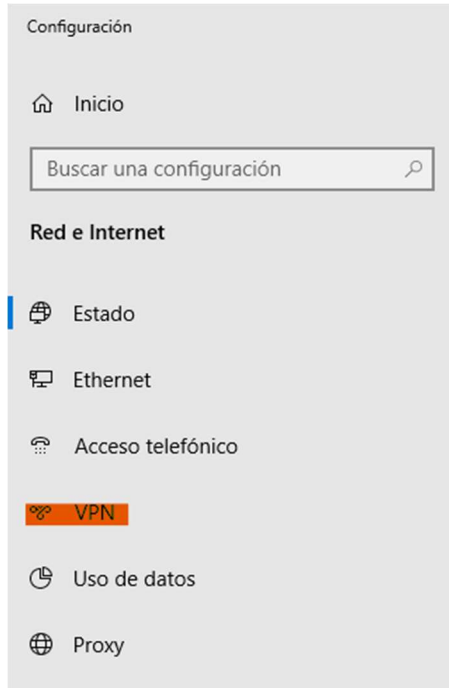 Configuración
Inicio
Buscar una configuración
Red e Internet
Estado
Ethernet
Acceso telefónico
VPN
Uso de datos
Proxy